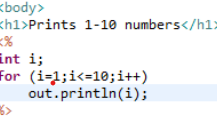 <body>
<h1>Prints 1-10 numbers</h1>
<%
int i;
for (i=1;i<=10;i++)
out.println(i);
%>